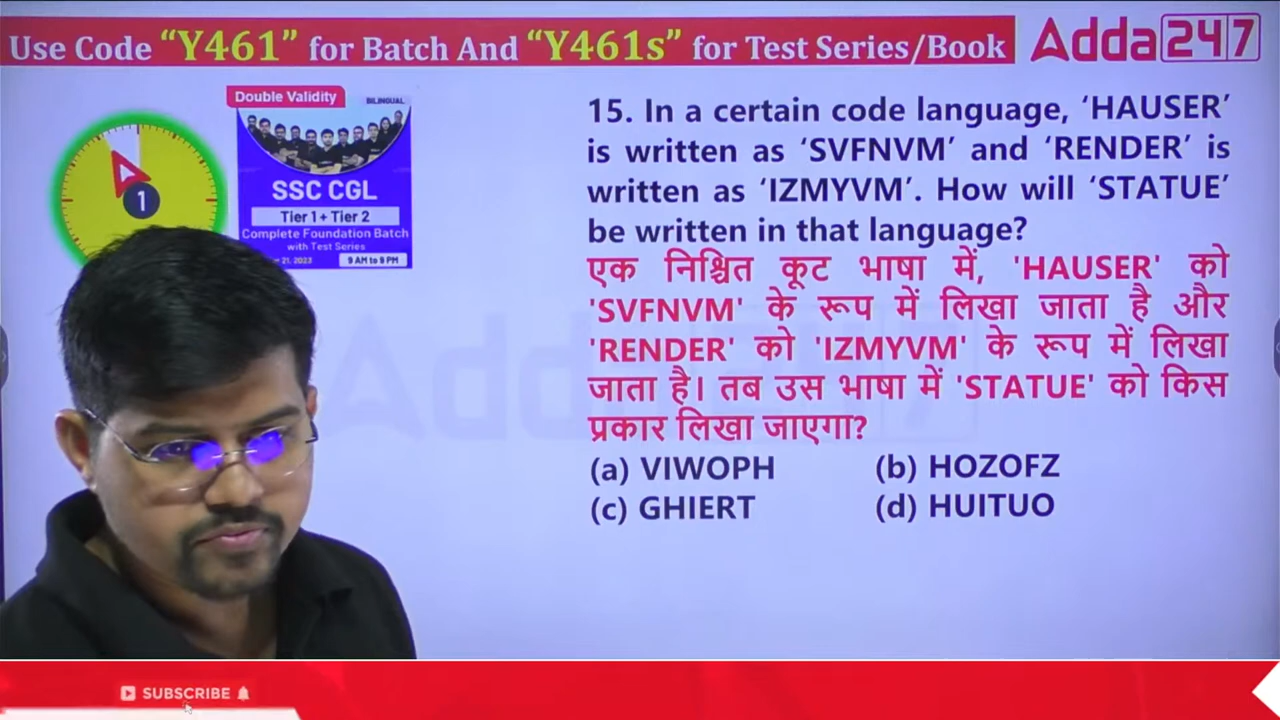 Use Code “Y461” for Batch And “Y461s” for Test Series/Book
Adda247
Double Validity
BILINGUAL
SSC CGL
Tier 1 + Tier 2
Complete Foundation Batch
with Test Series
21, 2023
9 AM to 9 PM
1
15. In a certain code language, ‘HAUSER’
is written as ‘SVFNVM’ and ‘RENDER’ is
written as ‘IZMYVM’. How will ‘STATUE’
be written in that language?
एक निश्चित कूट भाषा में, 'HAUSER' को
'SVFNVM' के रूप में लिखा जाता है और
'RENDER' को 'IZMYVM' के रूप में लिखा
जाता है। तब उस भाषा में 'STATUE' को किस
प्रकार लिखा जाएगा?
(a) VIWOPH (b) HOZOFZ
(c) GHIERT (d) HUITUO
Adda247
SUBSCRIBE